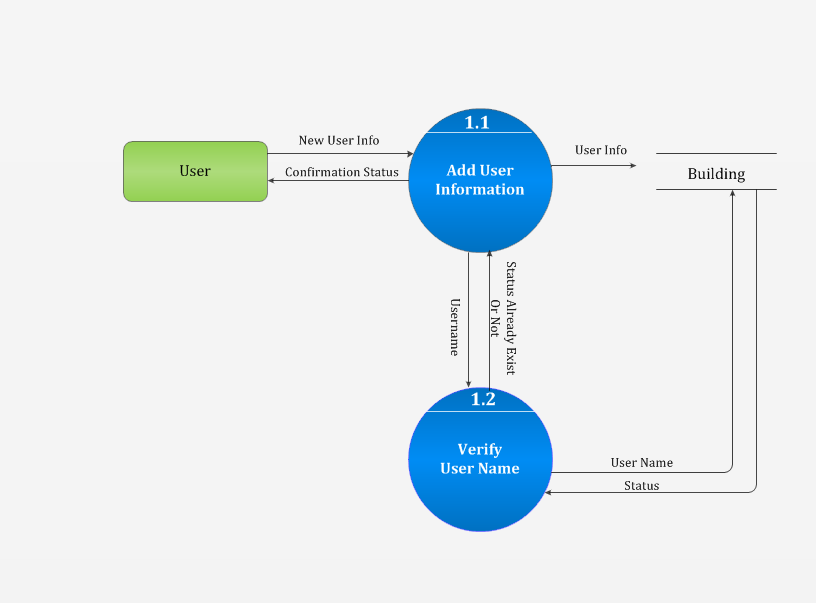 1.1
New User Info
User Info
User
Add User
Information
Confirmation Status
Building
Username
Status Already Exist
Or Not
1.2
Verify
User Name
User Name
Status